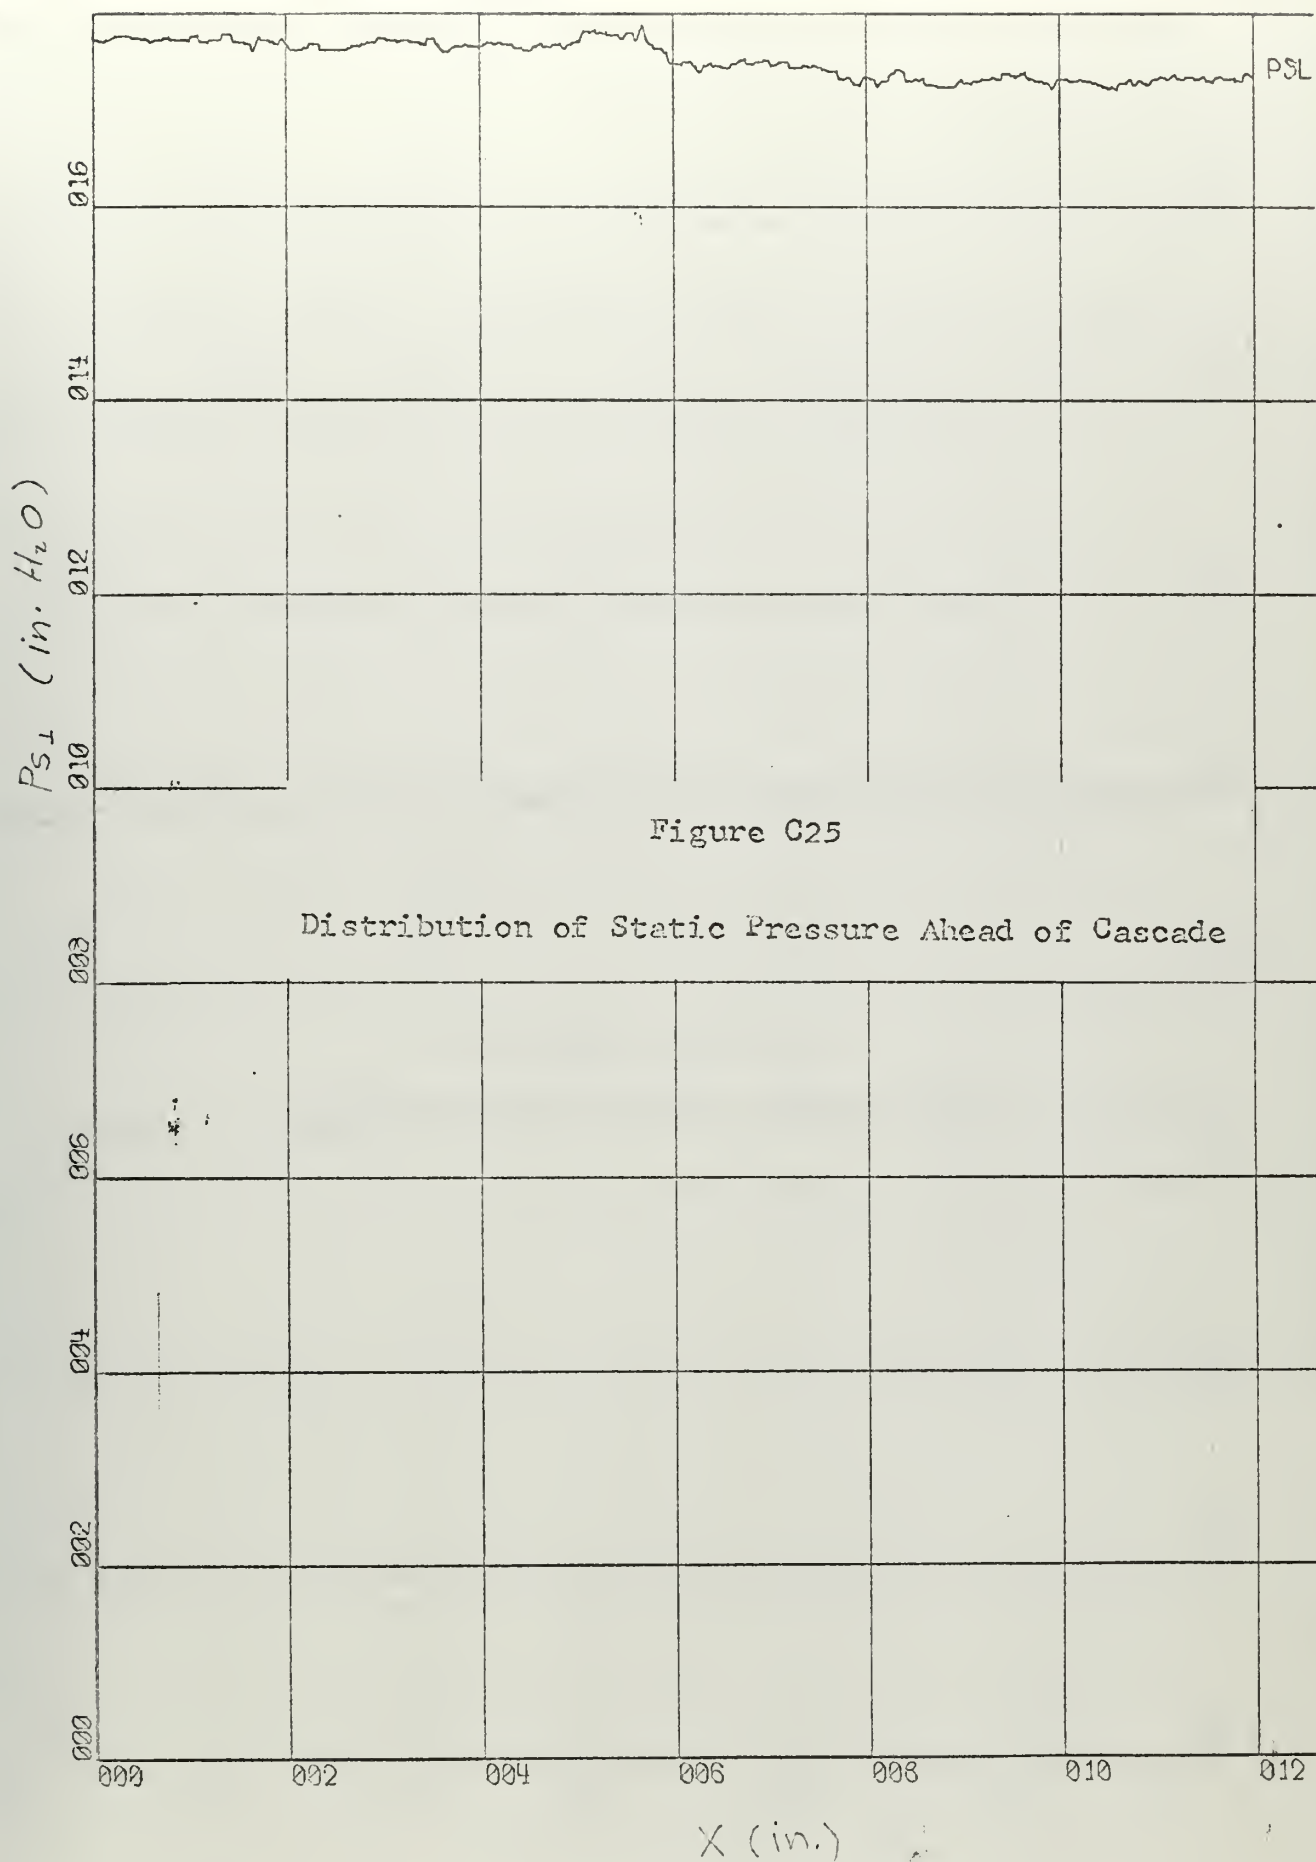 PSL
016
014
012
010
008
006
004
002
000
Ps1 (in. H2O)
Figure C25
Distribution of Static Pressure Ahead of Cascade
000 002 004 006 008 010 012
X (in.)